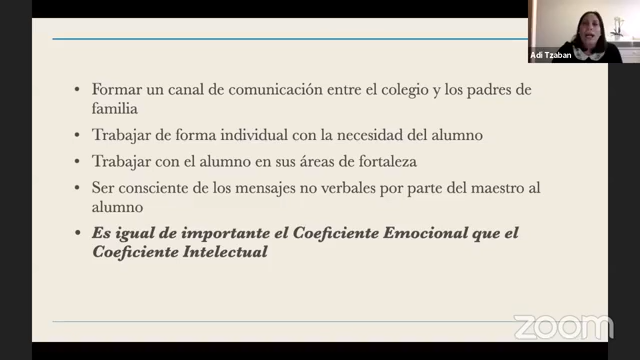 Adi Tzaban
• Formar un canal de comunicación entre el colegio y los padres de
familia
• Trabajar de forma individual con la necesidad del alumno
• Trabajar con el alumno en sus áreas de fortaleza
• Ser consciente de los mensajes no verbales por parte del maestro al
alumno
• Es igual de importante el Coeficiente Emocional que el
Coeficiente Intelectual
zoom